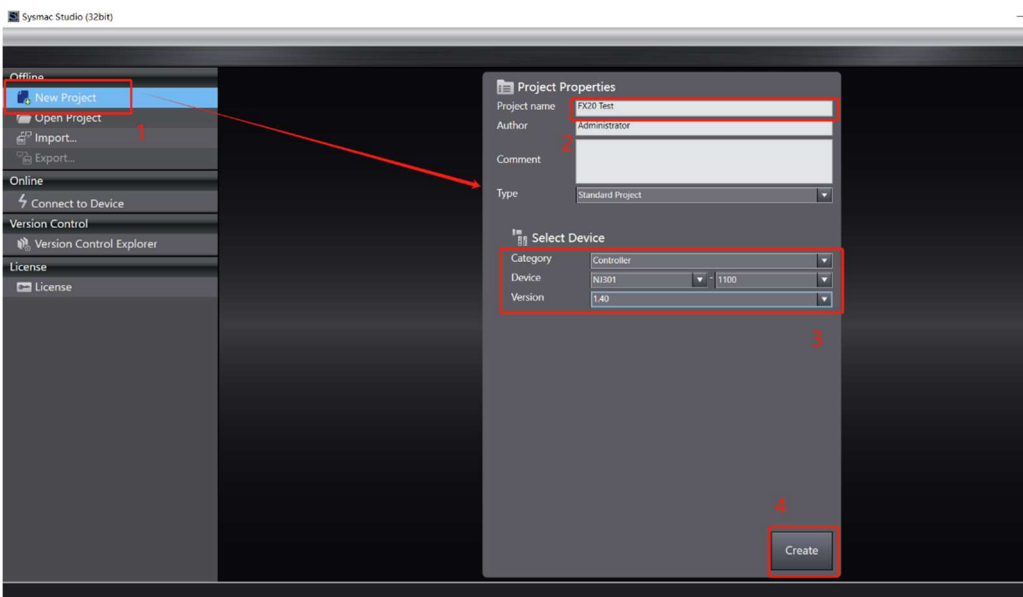 Sysmac Studio (32bit)
Offline
New Project
Open Project
1
Import...
Export...
Online
Connect to Device
Version Control
Version Control Explorer
License
License
Project Properties
Project name FX20 Test
Author Administrator
2
Comment
Type Standard Project
Select Device
Category Controller
Device NJ301 - 1100
Version 1.40
3
4
Create